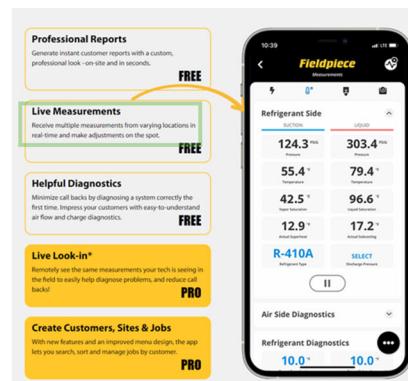 Professional Reports
Generate instant customer reports with a custom,
professional look -on-site and in seconds.
FREE
Live Measurements
Receive multiple measurements from varying locations in
real-time and make adjustments on the spot.
FREE
Helpful Diagnostics
Minimize call backs by diagnosing a system correctly the
first time. Impress your customers with easy-to-understand
air flow and charge diagnostics.
FREE
Live Look-in*
Remotely see the same measurements your tech is seeing in
the field to easily help diagnose problems, and reduce call
backs!
PRO
Create Customers, Sites & Jobs
With new features and an improved menu design, the app
lets you search, sort and manage jobs by customer.
PRO
10:39
LTE
Fieldpiece
Measurements
Refrigerant Side
SUCTION LIQUID
124.3 PSIG 303.4 PSIG
Pressure Pressure
55.4 °F 79.4 °F
Temperature Temperature
42.5 °F 96.6 °F
Vapor Saturation Liquid Saturation
12.9 °F 17.2 °F
Actual Superheat Actual Subcooling
R-410A SELECT
Refrigerant Type Discharge Pressure
Air Side Diagnostics
Refrigerant Diagnostics
10.0 °F 10.0 °F